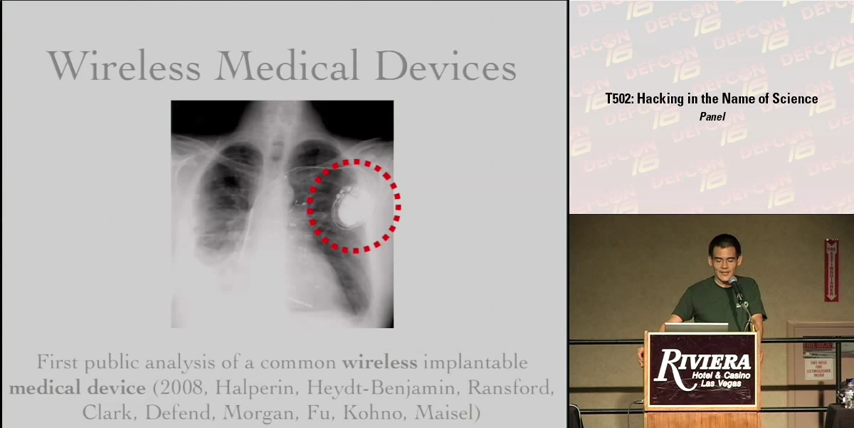 Wireless Medical Devices
First public analysis of a common wireless implantable
medical device (2008, Halperin, Heydt-Benjamin, Ransford,
Clark, Defend, Morgan, Fu, Kohno, Maisel)
DEFCON 16
T502: Hacking in the Name of Science
Panel
RIVIERA
Hotel & Casino
Las Vegas